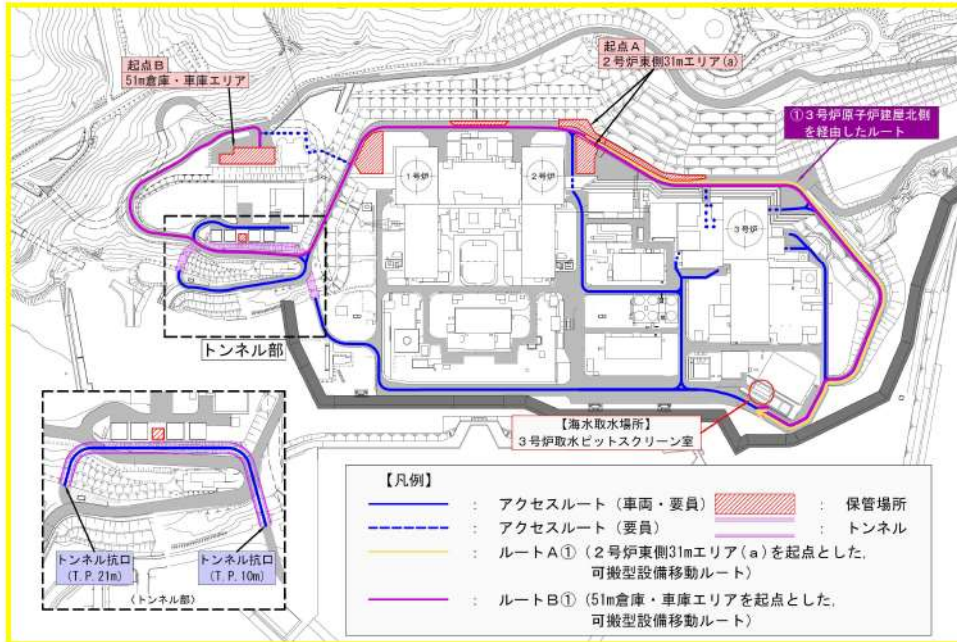 起点B
51m倉庫・車庫エリア
起点A
2号炉東側31mエリア(a)
①3号炉原子炉建屋北側
を経由したルート
1号炉
2号炉
3号炉
トンネル部
【海水取水場所】
3号炉取水ピットスクリーン室
トンネル坑口
(T.P.21m)
トンネル坑口
(T.P.10m)
(トンネル部)
【凡例】
: アクセスルート(車両・要員)
: 保管場所
: アクセスルート(要員)
: トンネル
: ルートA①(2号炉東側31mエリア(a)を起点とした,
可搬型設備移動ルート)
: ルートB①(51m倉庫・車庫エリアを起点とした,
可搬型設備移動ルート)